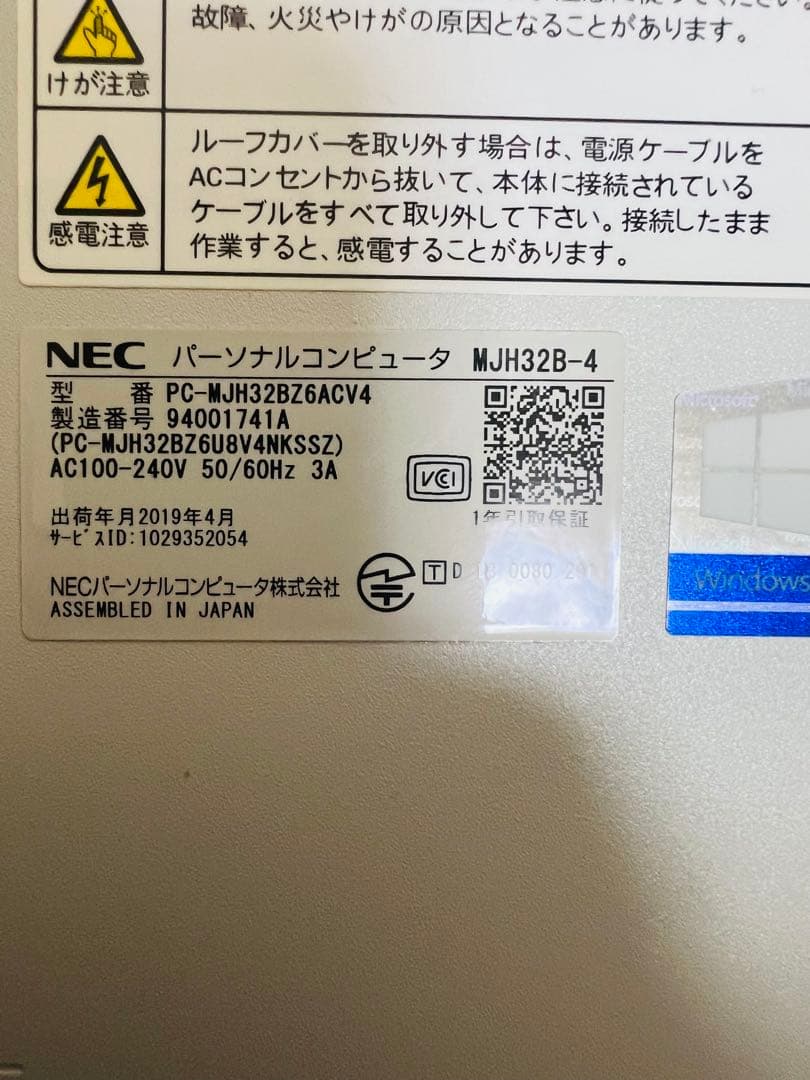 故障、火災やけがの原因となることがあります。
けが注意
ルーフカバーを取り外す場合は、電源ケーブルを
ACコンセントから抜いて、本体に接続されている
ケーブルをすべて取り外して下さい。接続したまま
作業すると、感電することがあります。
感電注意
NEC パーソナルコンピュータ MJH32B-4
型 番 PC-MJH32BZ6ACV4
製造番号 94001741A
(PC-MJH32BZ6U8V4NKSSZ)
AC100-240V 50/60Hz 3A
VCI
1年引取保証
出荷年月2019年4月
ｻｰﾋﾞｽID:1029352054
NECパーソナルコンピュータ株式会社
ASSEMBLED IN JAPAN
T D 18 0080 201
Microsoft
Windows